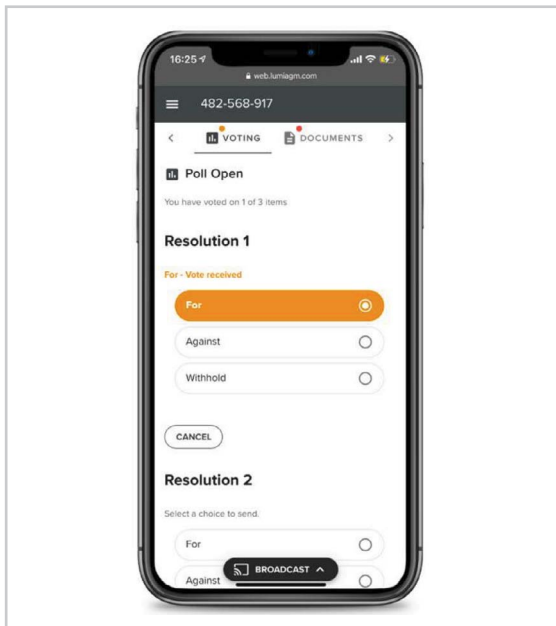 16:25
web.lumiagm.com
482-568-917
VOTING DOCUMENTS
Poll Open
You have voted on 1 of 3 items
Resolution 1
For - Vote received
For
Against
Withhold
CANCEL
Resolution 2
Select a choice to send.
For
BROADCAST
Against